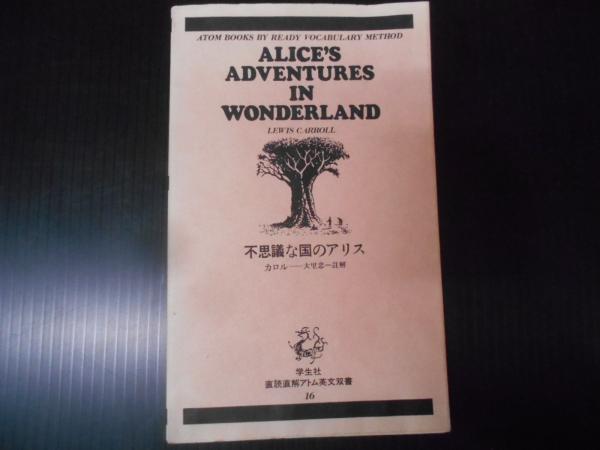 ATOM BOOKS BY READY VOCABULARY METHOD
ALICE'S
ADVENTURES
IN
WONDERLAND
LEWIS CARROLL
不思議な国のアリス
カロル——大里忠一註解
学生社
直読直解アトム英文双書
16